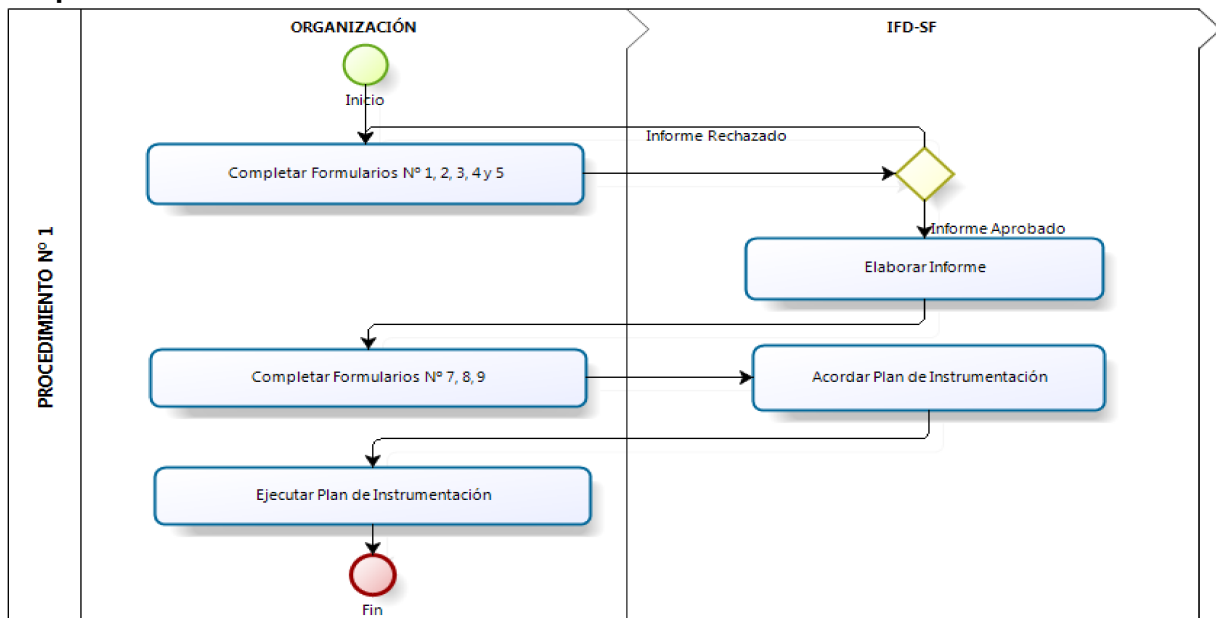 ORGANIZACIÓN
IFD-SF
PROCEDIMIENTO Nº 1
Inicio
Informe Rechazado
Completar Formularios Nº 1, 2, 3, 4 y 5
Informe Aprobado
Elaborar Informe
Completar Formularios Nº 7, 8, 9
Acordar Plan de Instrumentación
Ejecutar Plan de Instrumentación
Fin